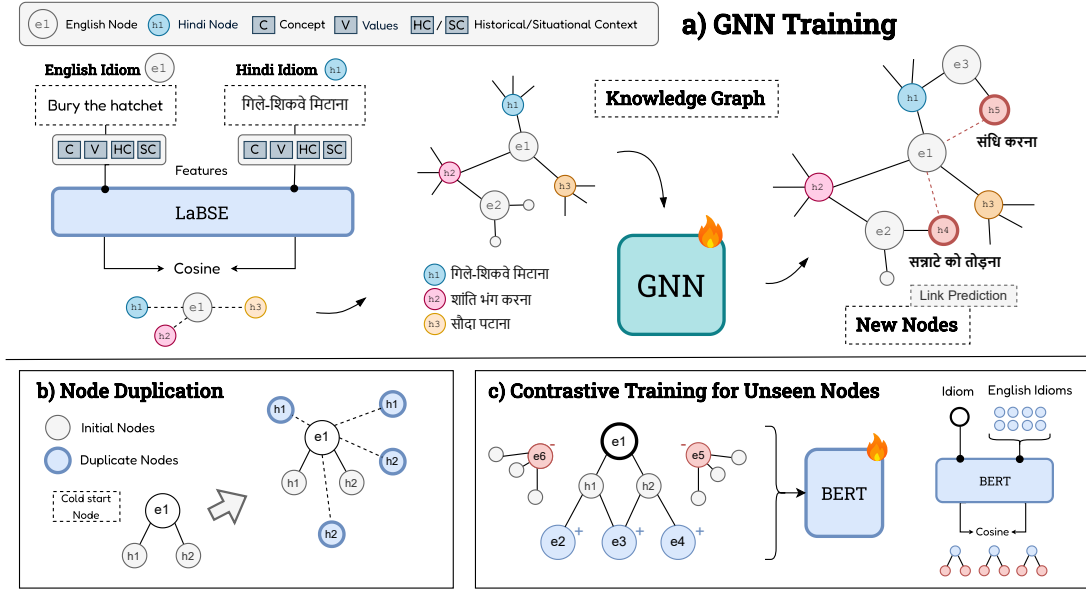 e1 English Node h1 Hindi Node C Concept V Values HC / SC Historical/Situational Context
a) GNN Training
English Idiom e1
Hindi Idiom h1
Bury the hatchet
गिले-शिकवे मिटाना
C V HC SC
C V HC SC
Features
LaBSE
Cosine
h1 e1 h3
h2
h1
e1
h2
h3
e2
h1 गिले-शिकवे मिटाना
h2 शांति भंग करना
h3 सौदा पटाना
Knowledge Graph
GNN
e3
h1
h5
संधि करना
e1
h2
h3
e2
h4
सन्नाटे को तोड़ना
Link Prediction
New Nodes
b) Node Duplication
Initial Nodes
Duplicate Nodes
Cold start
Node
e1
h1 h2
h1
h1
e1
h2
h1 h2
h2
c) Contrastive Training for Unseen Nodes
e6 -
e1
- e5
h1 h2
e2 + e3 + e4 +
BERT
Idiom English Idioms
BERT
Cosine